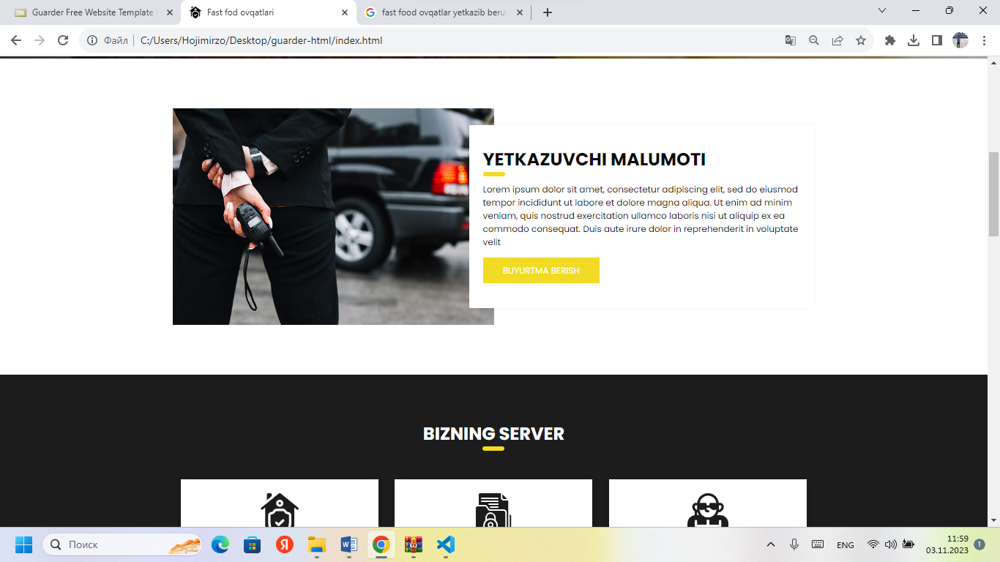 Guarder Free Website Template
Fast fod ovqatlari
fast food ovqatlar yetkazib beru
Файл
C:/Users/Hojimirzo/Desktop/guarder-html/index.html
YETKAZUVCHI MALUMOTI
Lorem ipsum dolor sit amet, consectetur adipiscing elit, sed do eiusmod
tempor incididunt ut labore et dolore magna aliqua. Ut enim ad minim
veniam, quis nostrud exercitation ullamco laboris nisi ut aliquip ex ea
commodo consequat. Duis aute irure dolor in reprehenderit in voluptate
velit
BUYURTMA BERISH
BIZNING SERVER
Поиск
ENG
11:59
03.11.2023
1